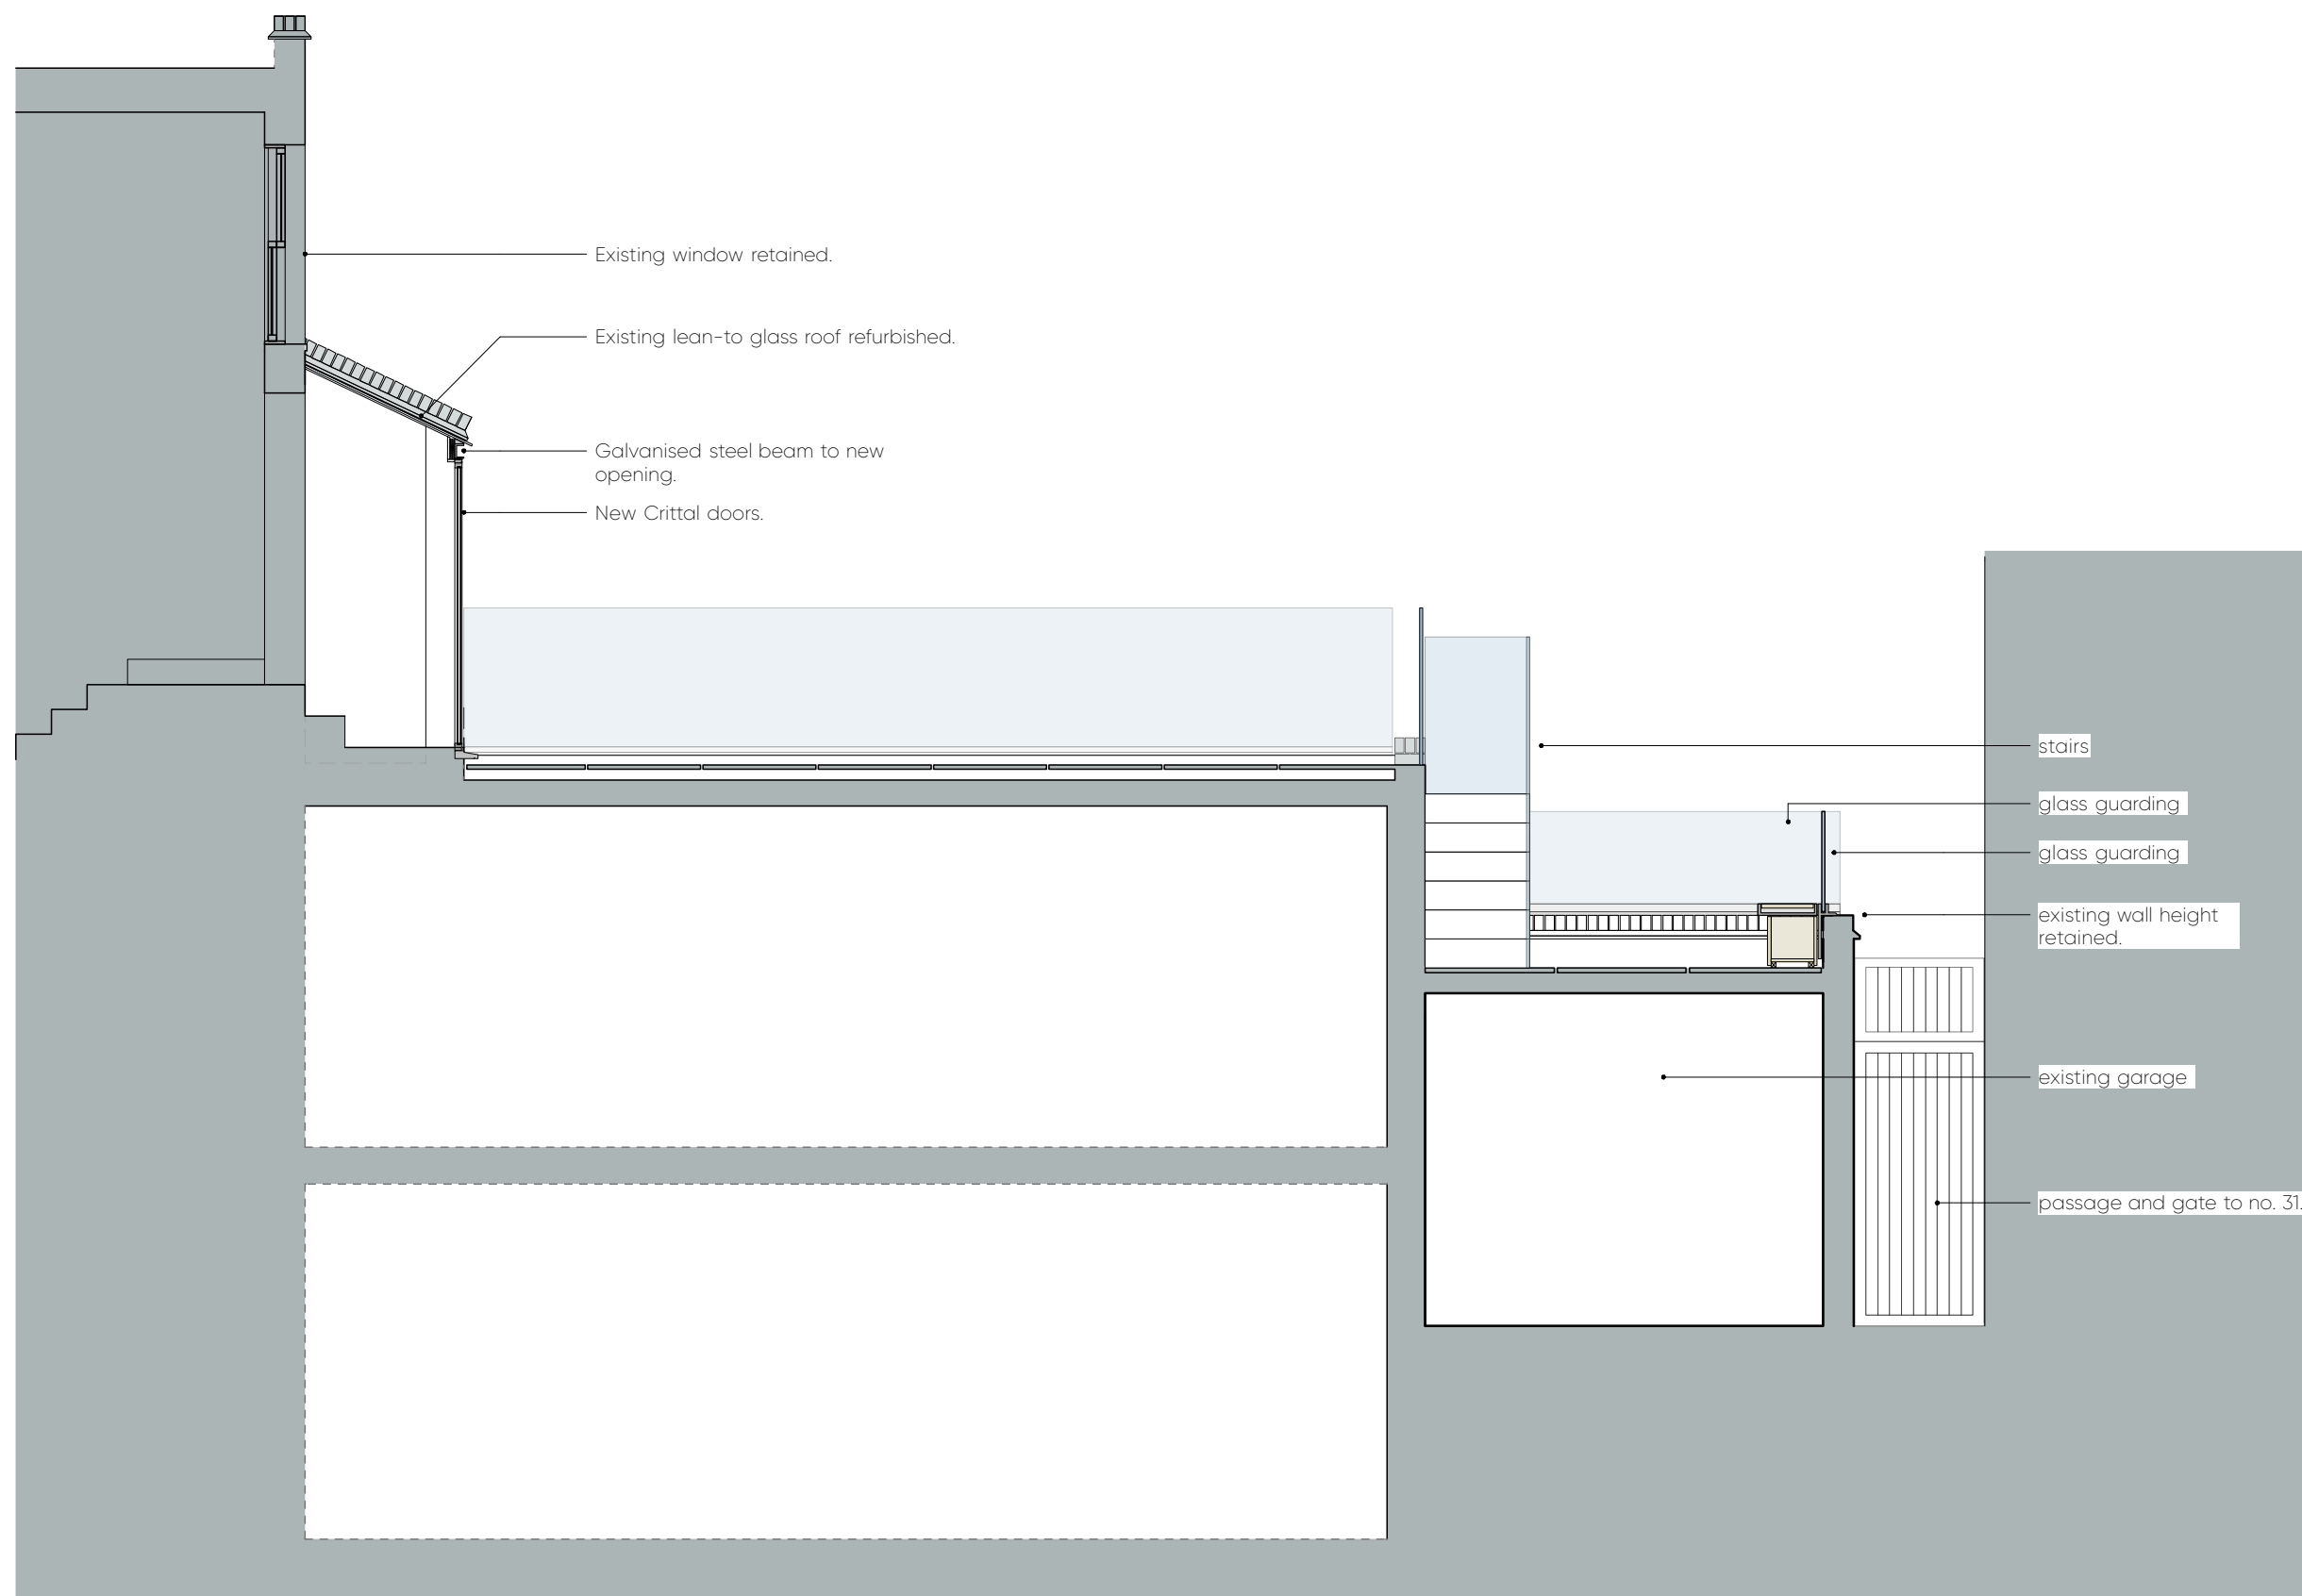 Existing window retained.
Existing lean-to glass roof refurbished.
Galvanised steel beam to new
opening.
New Crittal doors.
stairs
glass guarding
glass guarding
existing wall height
retained.
existing garage
passage and gate to no. 31.